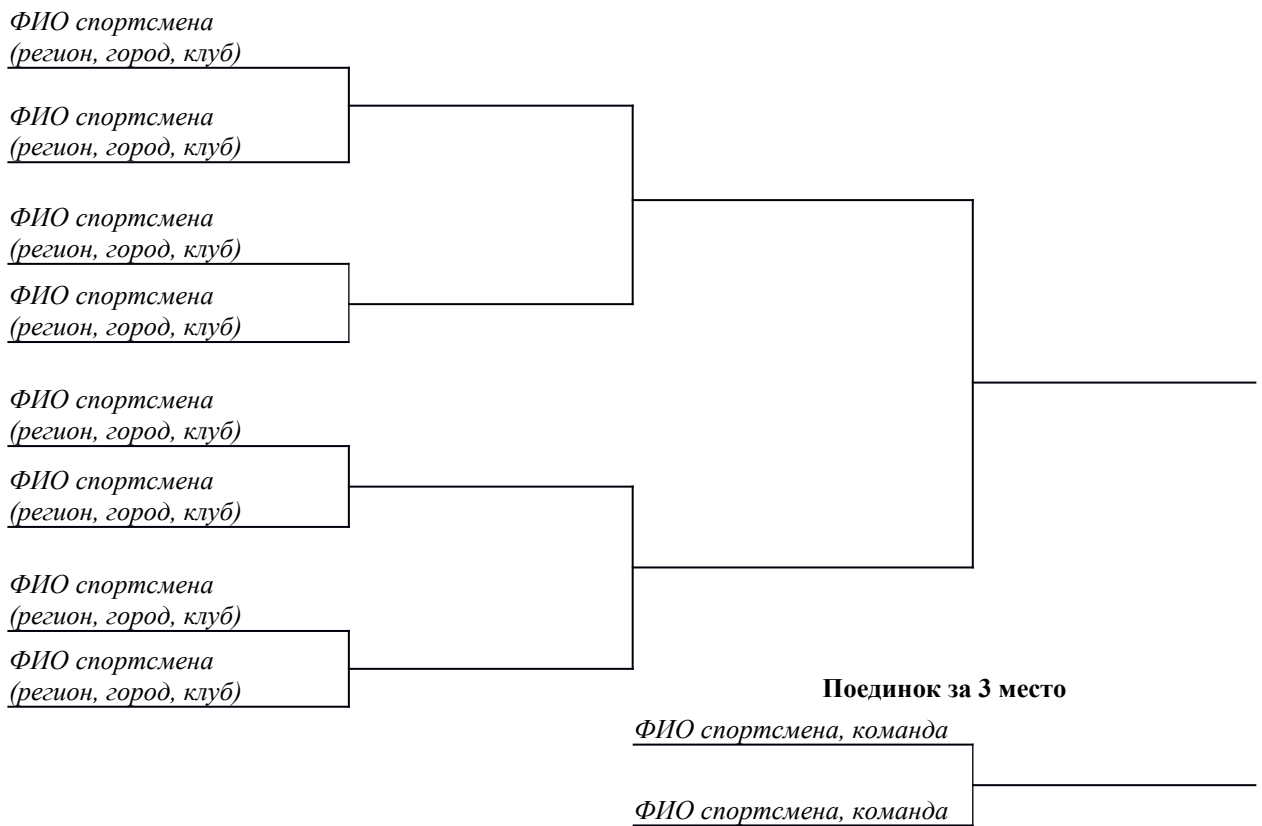 ФИО спортсмена
(регион, город, клуб)
ФИО спортсмена
(регион, город, клуб)
ФИО спортсмена
(регион, город, клуб)
ФИО спортсмена
(регион, город, клуб)
ФИО спортсмена
(регион, город, клуб)
ФИО спортсмена
(регион, город, клуб)
ФИО спортсмена
(регион, город, клуб)
ФИО спортсмена
(регион, город, клуб)
Поединок за 3 место
ФИО спортсмена, команда
ФИО спортсмена, команда